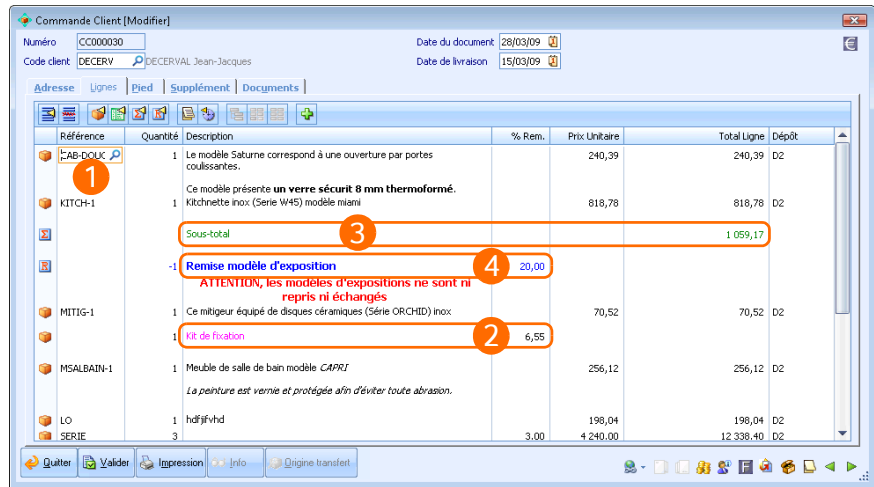 Commande Client [Modifier]
Numéro CC000030 Date du document 28/03/09
Code client DECERV DECERVAL Jean-Jacques Date de livraison 15/03/09
Adresse Lignes Pied Supplément Documents
Référence Quantité Description % Rem. Prix Unitaire Total Ligne Dépôt
CAB-DOUC 1 Le modèle Saturne correspond à une ouverture par portes 240,39 240,39 D2
coulissantes.
1
Ce modèle présente un verre sécurit 8 mm thermoformé.
KITCH-1 1 Kitchnette inox (Serie W45) modèle miami 818,78 818,78 D2
Sous-total 3 1 059,17
-1 Remise modèle d'exposition 4 20,00
ATTENTION, les modèles d'expositions ne sont ni
repris ni échangés
MITIG-1 1 Ce mitigeur équipé de disques céramiques (Série ORCHID) inox 70,52 70,52 D2
1 Kit de fixation 2 6,55
MSALBAIN-1 1 Meuble de salle de bain modèle CAPRI 256,12 256,12 D2
La peinture est vernie et protégée afin d'éviter toute abrasion.
LO 1 hdfjifvhd 198,04 198,04 D2
SERIE 3 3.00 4 240.00 12 338.40 D2
Quitter Valider Impression Info Origine transfert